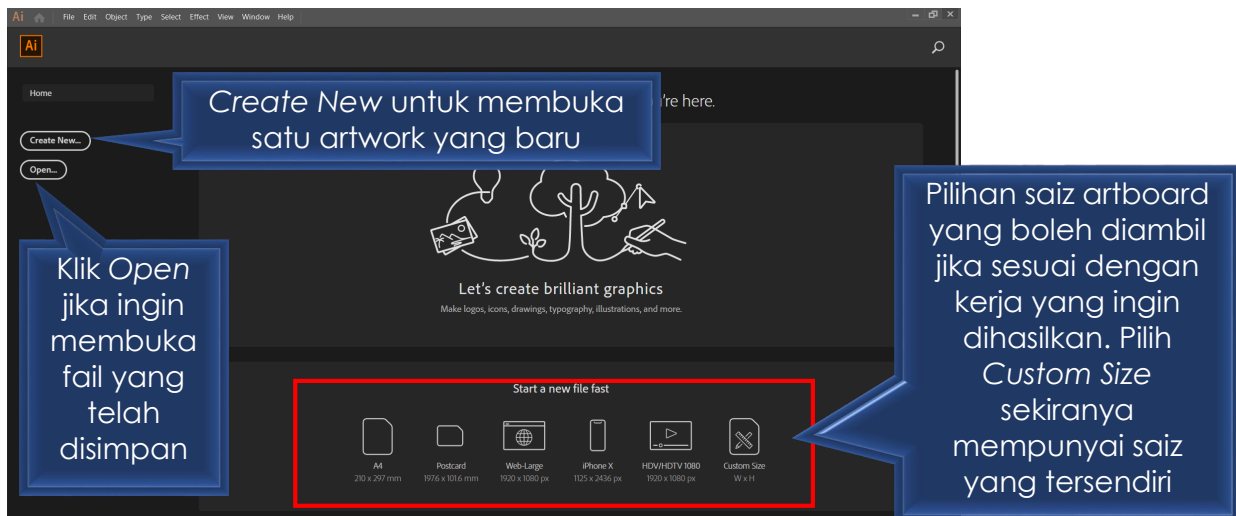 Ai File Edit Object Type Select Effect View Window Help
Ai
Home
Create New...
Open...
Create New untuk membuka
satu artwork yang baru
're here.
Klik Open
jika ingin
membuka
fail yang
telah
disimpan
Let's create brilliant graphics
Make logos, icons, drawings, typography, illustrations, and more.
Pilihan saiz artboard
yang boleh diambil
jika sesuai dengan
kerja yang ingin
dihasilkan. Pilih
Custom Size
sekiranya
mempunyai saiz
yang tersendiri
Start a new file fast
A4 Postcard Web-Large iPhone X HDV/HDTV 1080 Custom Size
210 x 297 mm 197.6 x 101.6 mm 1920 x 1080 px 1125 x 2436 px 1920 x 1080 px W x H